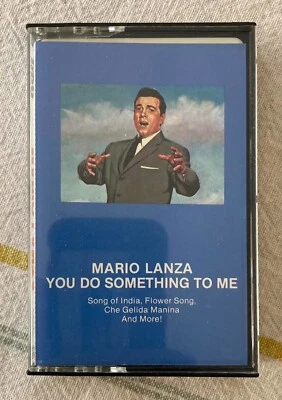 MARIO LANZA
YOU DO SOMETHING TO ME
Song of India, Flower Song,
Che Gelida Manina
And More!